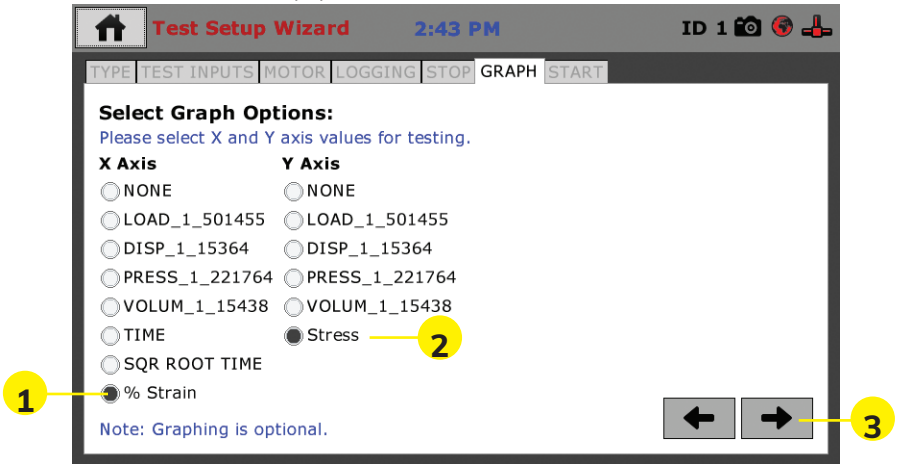 Test Setup Wizard 2:43 PM ID 1
TYPE TEST INPUTS MOTOR LOGGING STOP GRAPH START
Select Graph Options:
Please select X and Y axis values for testing.
X Axis Y Axis
NONE NONE
LOAD_1_501455 LOAD_1_501455
DISP_1_15364 DISP_1_15364
PRESS_1_221764 PRESS_1_221764
VOLUM_1_15438 VOLUM_1_15438
TIME Stress 2
SQR ROOT TIME
1 % Strain
3
Note: Graphing is optional.